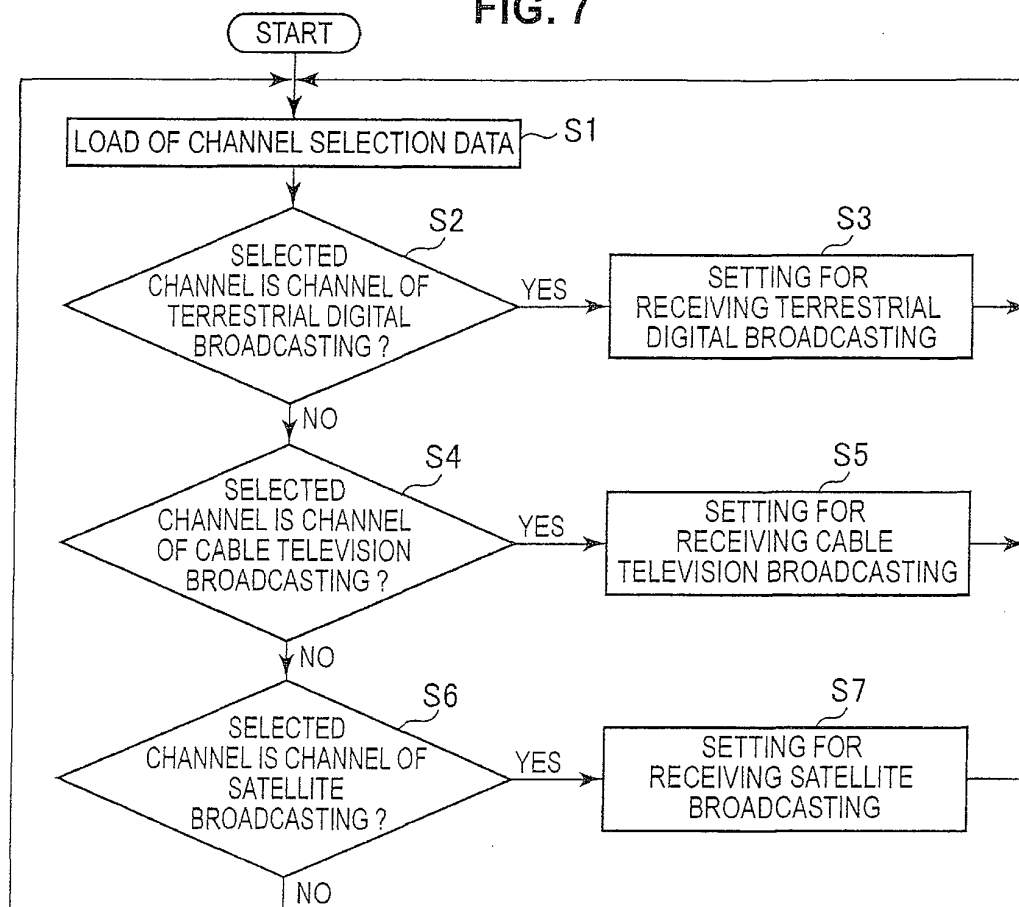 FIG. 7
START
LOAD OF CHANNEL SELECTION DATA
S1
S2
SELECTED
CHANNEL IS CHANNEL OF
TERRESTRIAL DIGITAL
BROADCASTING ?
YES
S3
SETTING FOR
RECEIVING TERRESTRIAL
DIGITAL BROADCASTING
NO
S4
SELECTED
CHANNEL IS CHANNEL
OF CABLE TELEVISION
BROADCASTING ?
YES
S5
SETTING FOR
RECEIVING CABLE
TELEVISION BROADCASTING
NO
S6
SELECTED
CHANNEL IS CHANNEL OF
SATELLITE
BROADCASTING ?
YES
S7
SETTING FOR
RECEIVING SATELLITE
BROADCASTING
NO